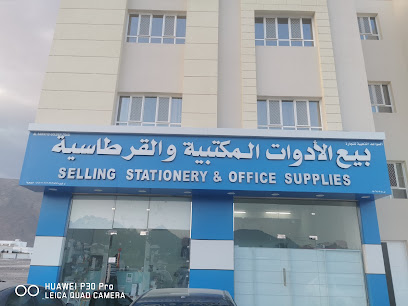 بيع الأدوات المكتبية والقرطاسية
SELLING STATIONERY & OFFICE SUPPLIES
HUAWEI P30 Pro
LEICA QUAD CAMERA